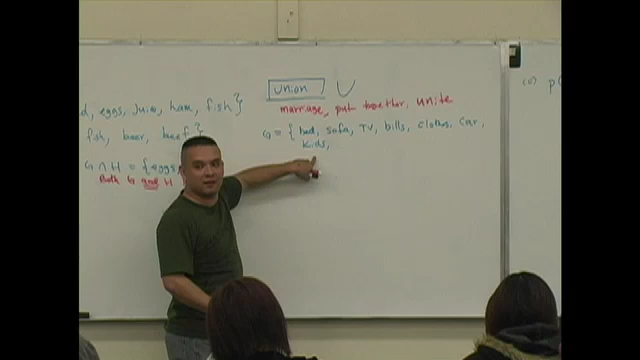 eggs, juice, ham, fish }
fish, beer, beef }
G ∩ H = { eggs,
Both G and H
Union ∪
marriage, put together, unite
G = { bed, sofa, TV, bills, clothes, car,
kids,
(c) P(